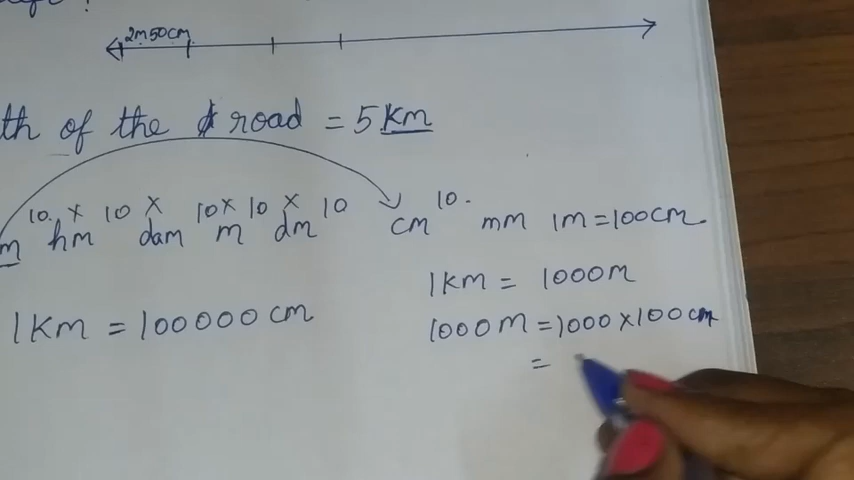 2m50cm
th of the road = 5 km
10. x 10 x 10 x 10 x 10 10.
m hm dam m dm cm mm 1m = 100cm
1km = 1000m
1km = 100000 cm
1000m = 1000 x 100 cm
=